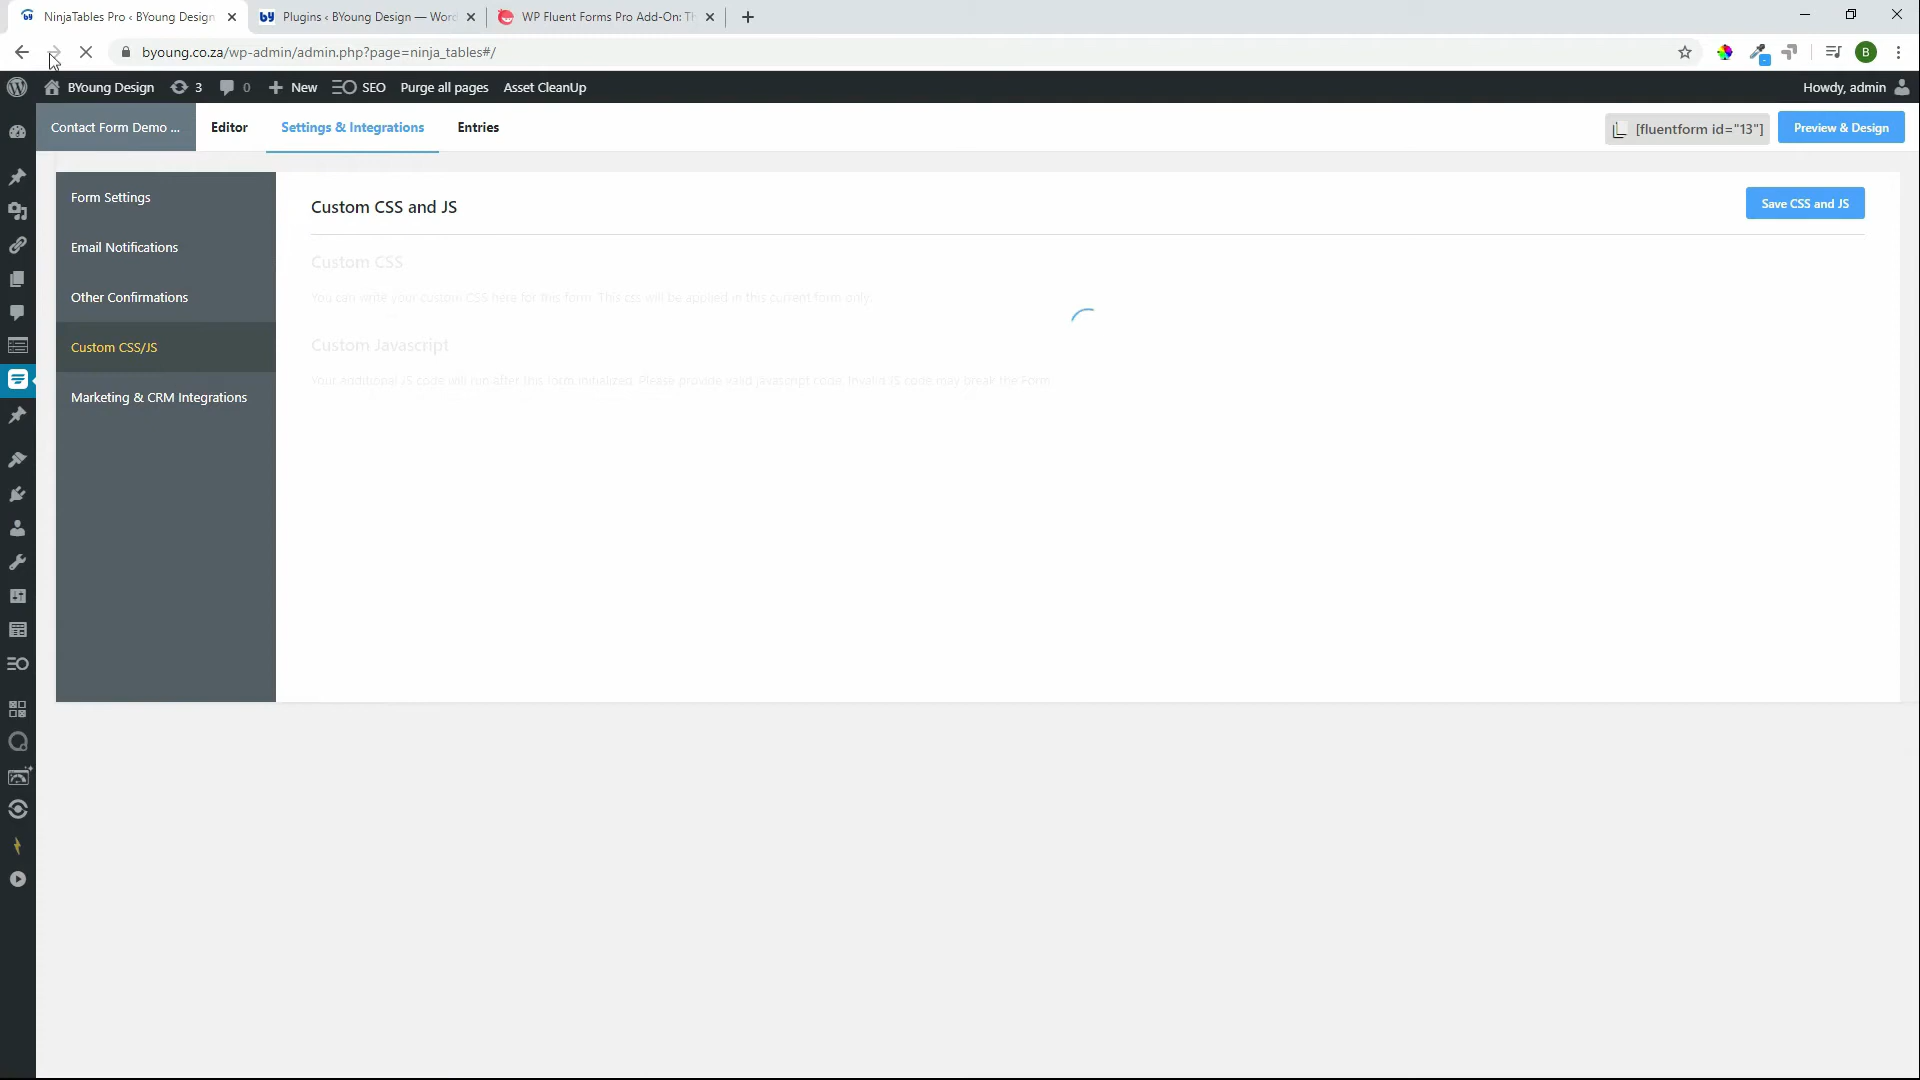 NinjaTables Pro ‹ BYoung Design
Plugins ‹ BYoung Design — Word
WP Fluent Forms Pro Add-On: Th
byoung.co.za/wp-admin/admin.php?page=ninja_tables#/
B
BYoung Design
3
0
New
SEO
Purge all pages
Asset CleanUp
Howdy, admin
Contact Form Demo ...
Editor
Settings & Integrations
Entries
[fluentform id="13"]
Preview & Design
Form Settings
Email Notifications
Other Confirmations
Custom CSS/JS
Marketing & CRM Integrations
Custom CSS and JS
Save CSS and JS
Custom CSS
You can write your custom CSS here for this form. This css will be applied in this current form only.
Custom Javascript
Your additional JS code will run after this form initialized. Please provide valid javascript code. Invalid JS code may break the Form.